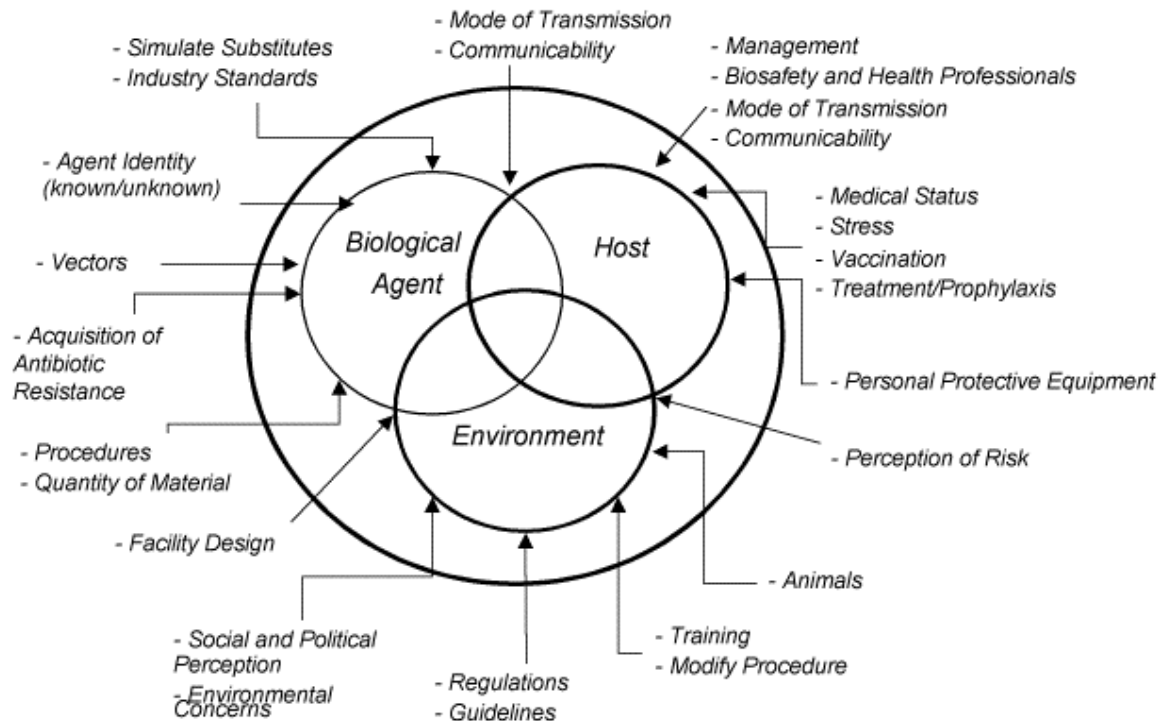 - Mode of Transmission
- Communicability
- Simulate Substitutes
- Industry Standards
- Management
- Biosafety and Health Professionals
- Mode of Transmission
- Communicability
- Agent Identity
(known/unknown)
- Medical Status
- Stress
- Vaccination
- Treatment/Prophylaxis
Biological
Agent
Host
- Vectors
- Acquisition of
Antibiotic
Resistance
- Personal Protective Equipment
Environment
- Procedures
- Quantity of Material
- Perception of Risk
- Facility Design
- Animals
- Social and Political
Perception
- Environmental
Concerns
- Training
- Modify Procedure
- Regulations
- Guidelines